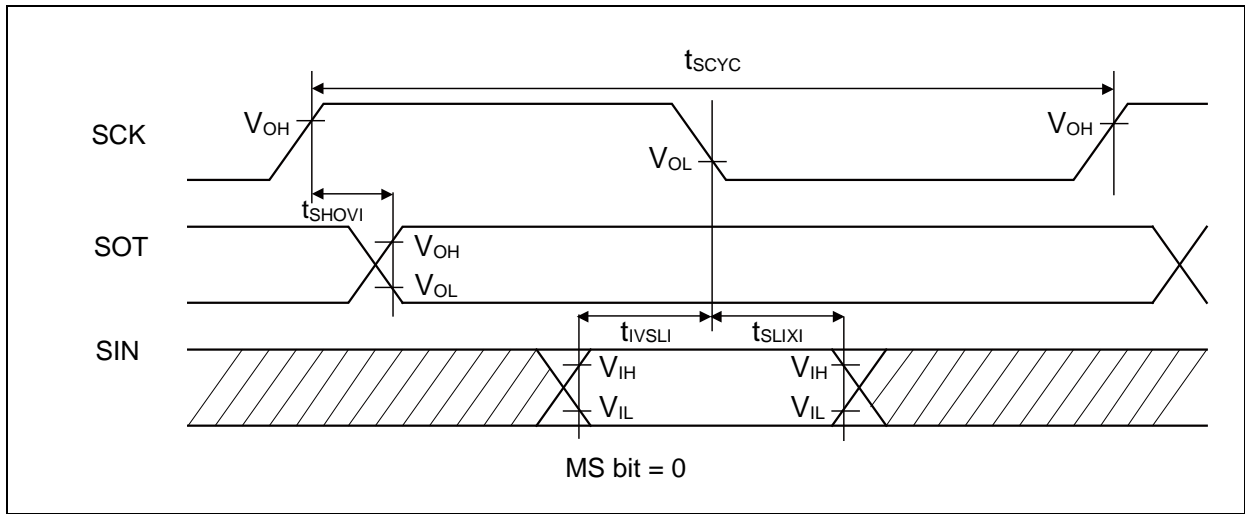 tSCYC
SCK
VOH
VOH
VOL
tSHOVI
SOT
VOH
VOL
tIVSLI
tSLIXI
SIN
VIH
VIH
VIL
VIL
MS bit = 0